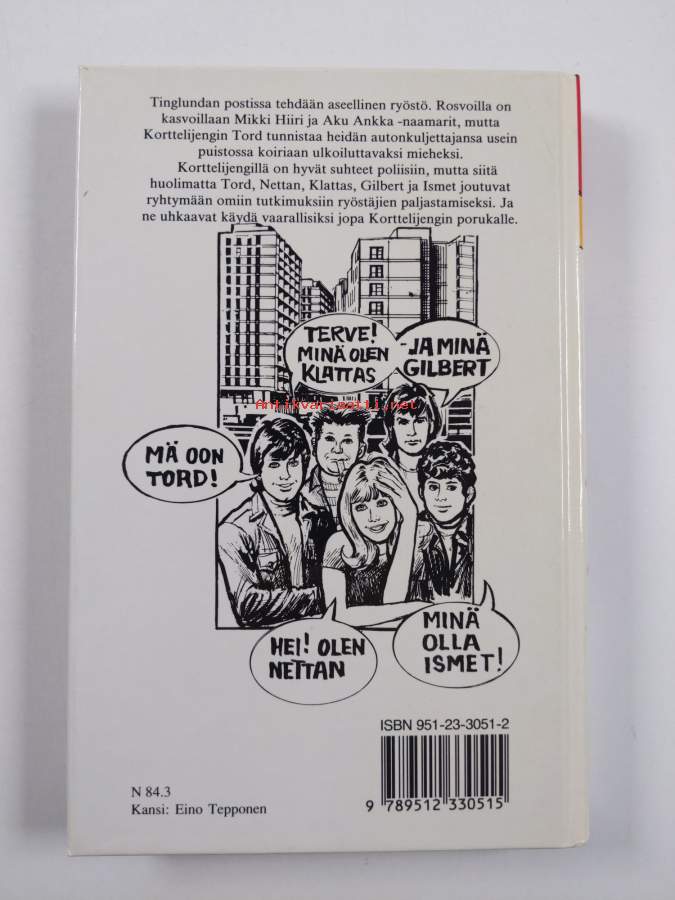 Tinglundan postissa tehdään aseellinen ryöstö. Rosvoilla on
kasvoillaan Mikki Hiiri ja Aku Ankka -naamarit, mutta
Korttelijengin Tord tunnistaa heidän autonkuljettajansa usein
puistossa koiriaan ulkoiluttavaksi mieheksi.
Korttelijengillä on hyvät suhteet poliisiin, mutta siitä
huolimatta Tord, Nettan, Klattas, Gilbert ja Ismet joutuvat
ryhtymään omiin tutkimuksiin ryöstäjien paljastamiseksi. Ja
ne uhkaavat käydä vaarallisiksi jopa Korttelijengin porukalle.
TERVE!
MINÄ OLEN
KLATTAS
JA MINÄ
GILBERT
Antikvariaatti.net
MÄ OON
TORD!
HEI! OLEN
NETTAN
MINÄ
OLLA
ISMET!
ISBN 951-23-3051-2
9 789512 330515
N 84.3
Kansi: Eino Tepponen